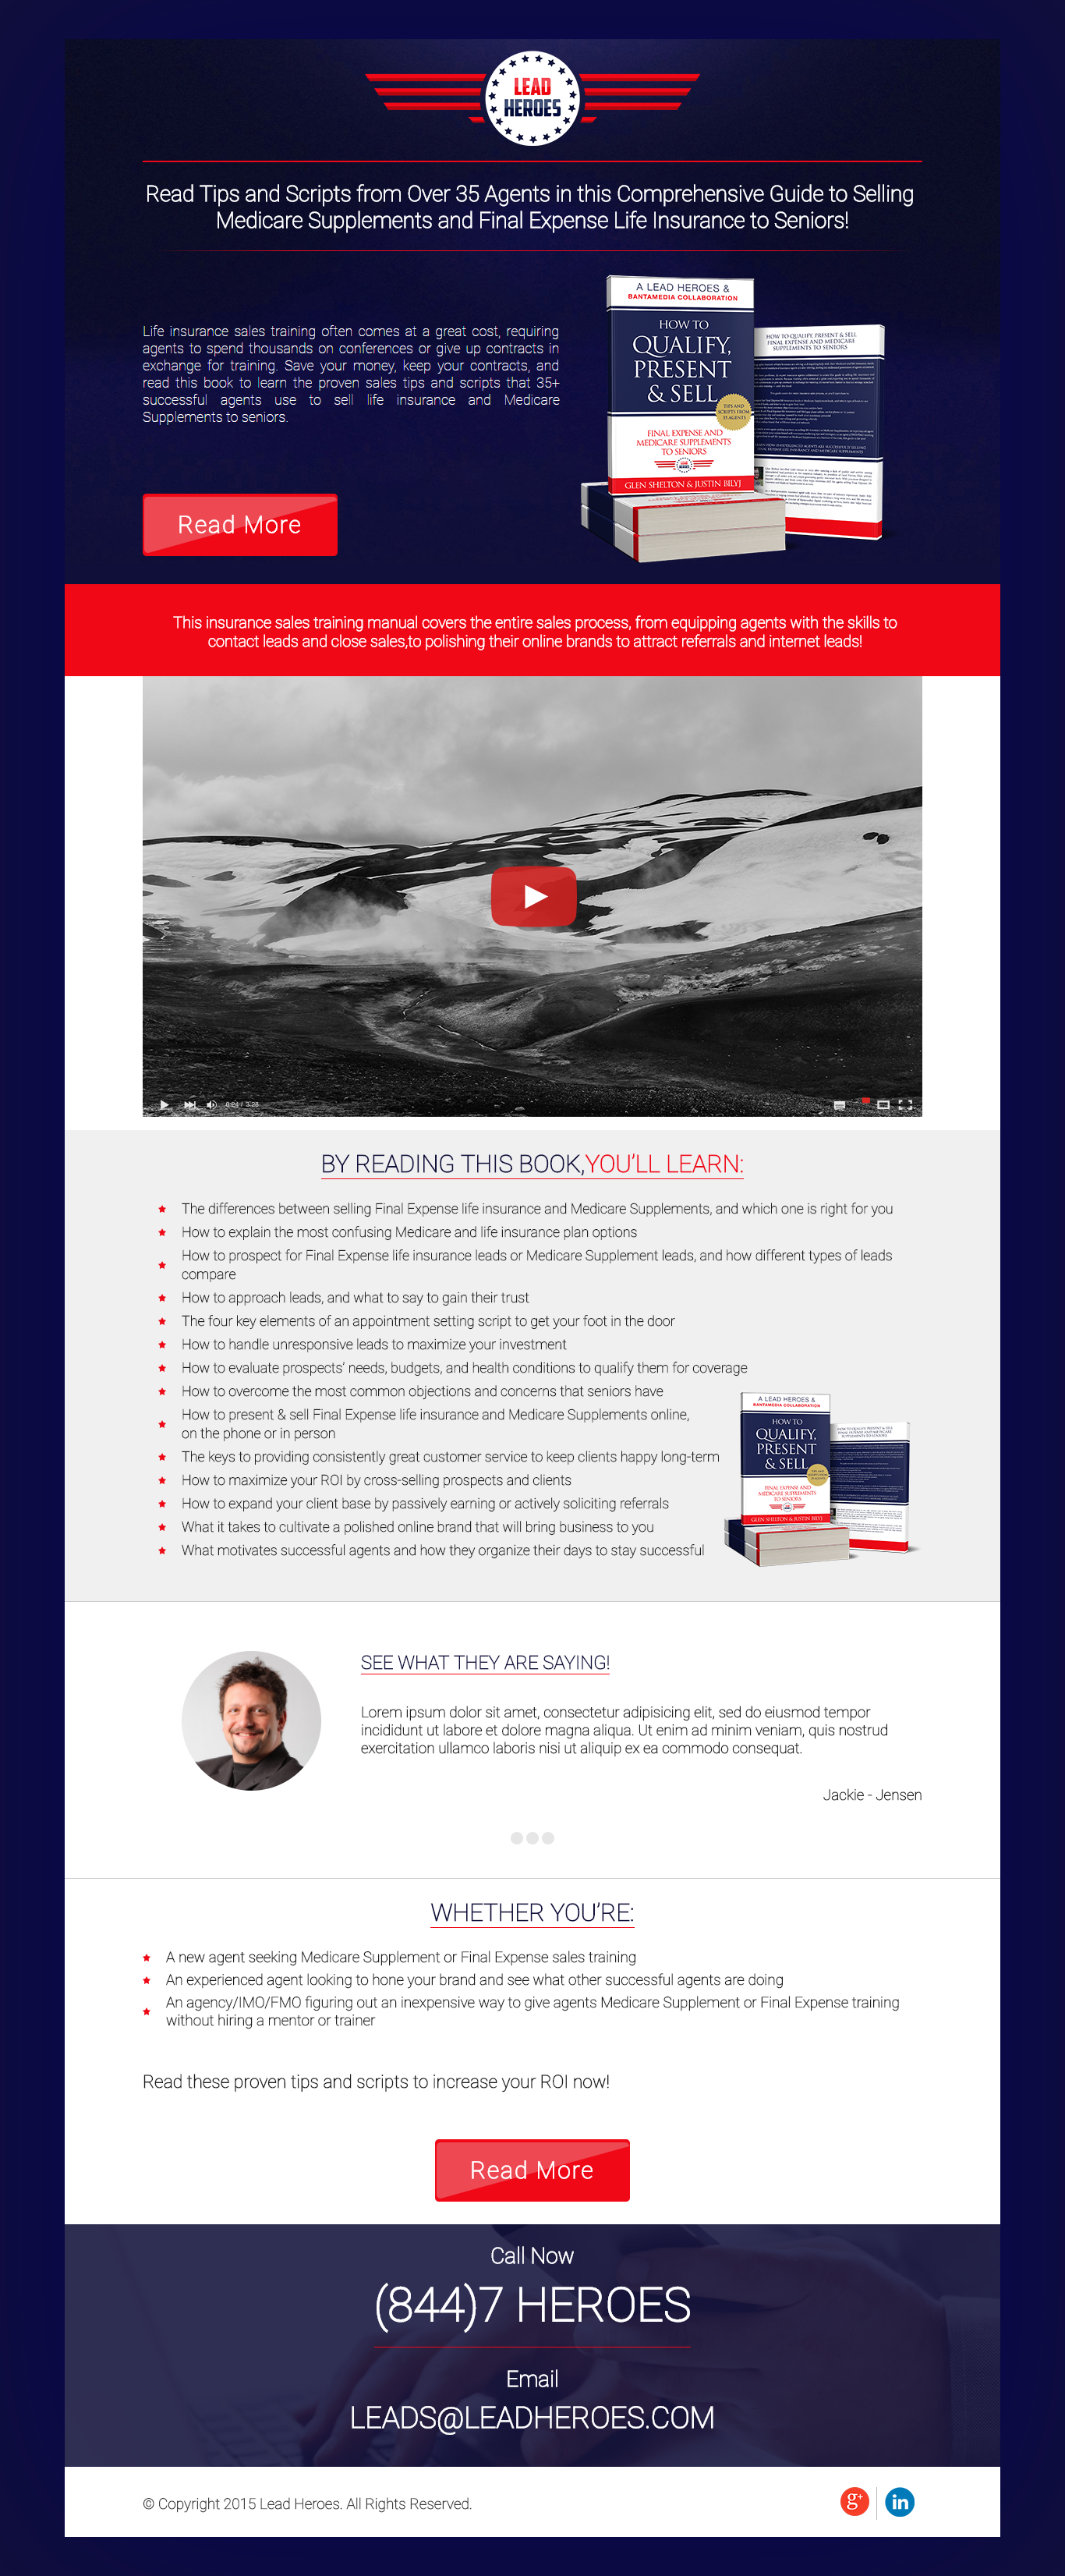 LEAD
HEROES
Read Tips and Scripts from Over 35 Agents in this Comprehensive Guide to Selling
Medicare Supplements and Final Expense Life Insurance to Seniors!
Life insurance sales training often comes at a great cost, requiring
agents to spend thousands on conferences or give up contracts in
exchange for training. Save your money, keep your contracts, and
read this book to learn the proven sales tips and scripts that 35+
successful agents use to sell life insurance and Medicare
Supplements to seniors.
Read More
A LEAD HEROES &
BANTAMEDIA COLLABORATION
HOW TO
QUALIFY,
PRESENT
& SELL
TIPS AND
SCRIPTS FROM
35 AGENTS
FINAL EXPENSE AND
MEDICARE SUPPLEMENTS
TO SENIORS
GLEN SHELTON & JUSTIN BILYJ
HOW TO QUALIFY, PRESENT & SELL
FINAL EXPENSE AND MEDICARE
SUPPLEMENTS TO SENIORS
This insurance sales training manual covers the entire sales process, from equipping agents with the skills to
contact leads and close sales,to polishing their online brands to attract referrals and internet leads!
0:24 / 3:28
BY READING THIS BOOK,YOU'LL LEARN:
The differences between selling Final Expense life insurance and Medicare Supplements, and which one is right for you
How to explain the most confusing Medicare and life insurance plan options
How to prospect for Final Expense life insurance leads or Medicare Supplement leads, and how different types of leads
compare
How to approach leads, and what to say to gain their trust
The four key elements of an appointment setting script to get your foot in the door
How to handle unresponsive leads to maximize your investment
How to evaluate prospects' needs, budgets, and health conditions to qualify them for coverage
How to overcome the most common objections and concerns that seniors have
How to present & sell Final Expense life insurance and Medicare Supplements online,
on the phone or in person
The keys to providing consistently great customer service to keep clients happy long-term
How to maximize your ROI by cross-selling prospects and clients
How to expand your client base by passively earning or actively soliciting referrals
What it takes to cultivate a polished online brand that will bring business to you
What motivates successful agents and how they organize their days to stay successful
A LEAD HEROES &
BANTAMEDIA COLLABORATION
HOW TO
QUALIFY,
PRESENT
& SELL
FINAL EXPENSE AND
MEDICARE SUPPLEMENTS
TO SENIORS
GLEN SHELTON & JUSTIN BILYJ
SEE WHAT THEY ARE SAYING!
Lorem ipsum dolor sit amet, consectetur adipisicing elit, sed do eiusmod tempor
incididunt ut labore et dolore magna aliqua. Ut enim ad minim veniam, quis nostrud
exercitation ullamco laboris nisi ut aliquip ex ea commodo consequat.
Jackie - Jensen
WHETHER YOU'RE:
A new agent seeking Medicare Supplement or Final Expense sales training
An experienced agent looking to hone your brand and see what other successful agents are doing
An agency/IMO/FMO figuring out an inexpensive way to give agents Medicare Supplement or Final Expense training
without hiring a mentor or trainer
Read these proven tips and scripts to increase your ROI now!
Read More
Call Now
(844)7 HEROES
Email
LEADS@LEADHEROES.COM
© Copyright 2015 Lead Heroes. All Rights Reserved.
g+
in